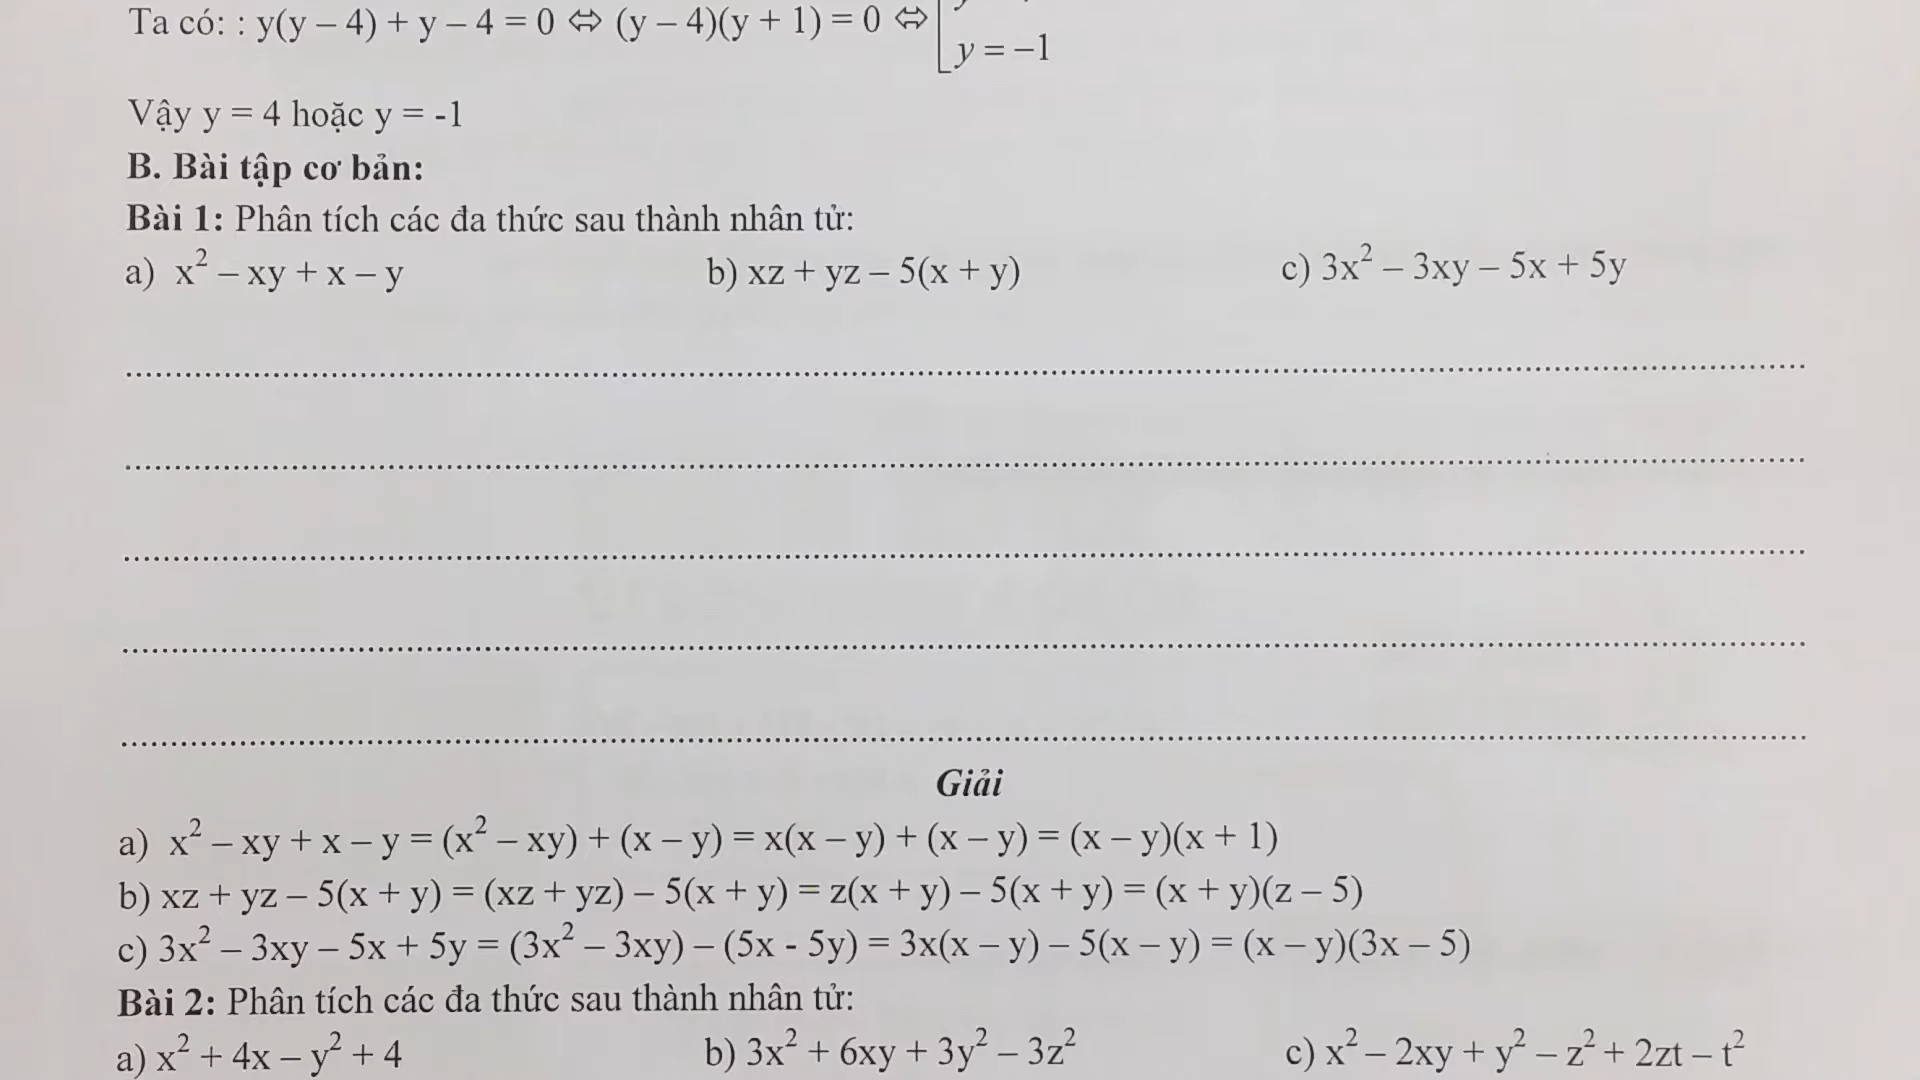 Ta có: : y(y – 4) + y – 4 = 0 ⇔ (y – 4)(y + 1) = 0 ⇔
y = –1
Vậy y = 4 hoặc y = -1
B. Bài tập cơ bản:
Bài 1: Phân tích các đa thức sau thành nhân tử:
a) x² – xy + x – y b) xz + yz – 5(x + y) c) 3x² – 3xy – 5x + 5y
Giải
a) x² – xy + x – y = (x² – xy) + (x – y) = x(x – y) + (x – y) = (x – y)(x + 1)
b) xz + yz – 5(x + y) = (xz + yz) – 5(x + y) = z(x + y) – 5(x + y) = (x + y)(z – 5)
c) 3x² – 3xy – 5x + 5y = (3x² – 3xy) – (5x - 5y) = 3x(x – y) – 5(x – y) = (x – y)(3x – 5)
Bài 2: Phân tích các đa thức sau thành nhân tử:
a) x² + 4x – y² + 4 b) 3x² + 6xy + 3y² – 3z² c) x² – 2xy + y² – z² + 2zt – t²